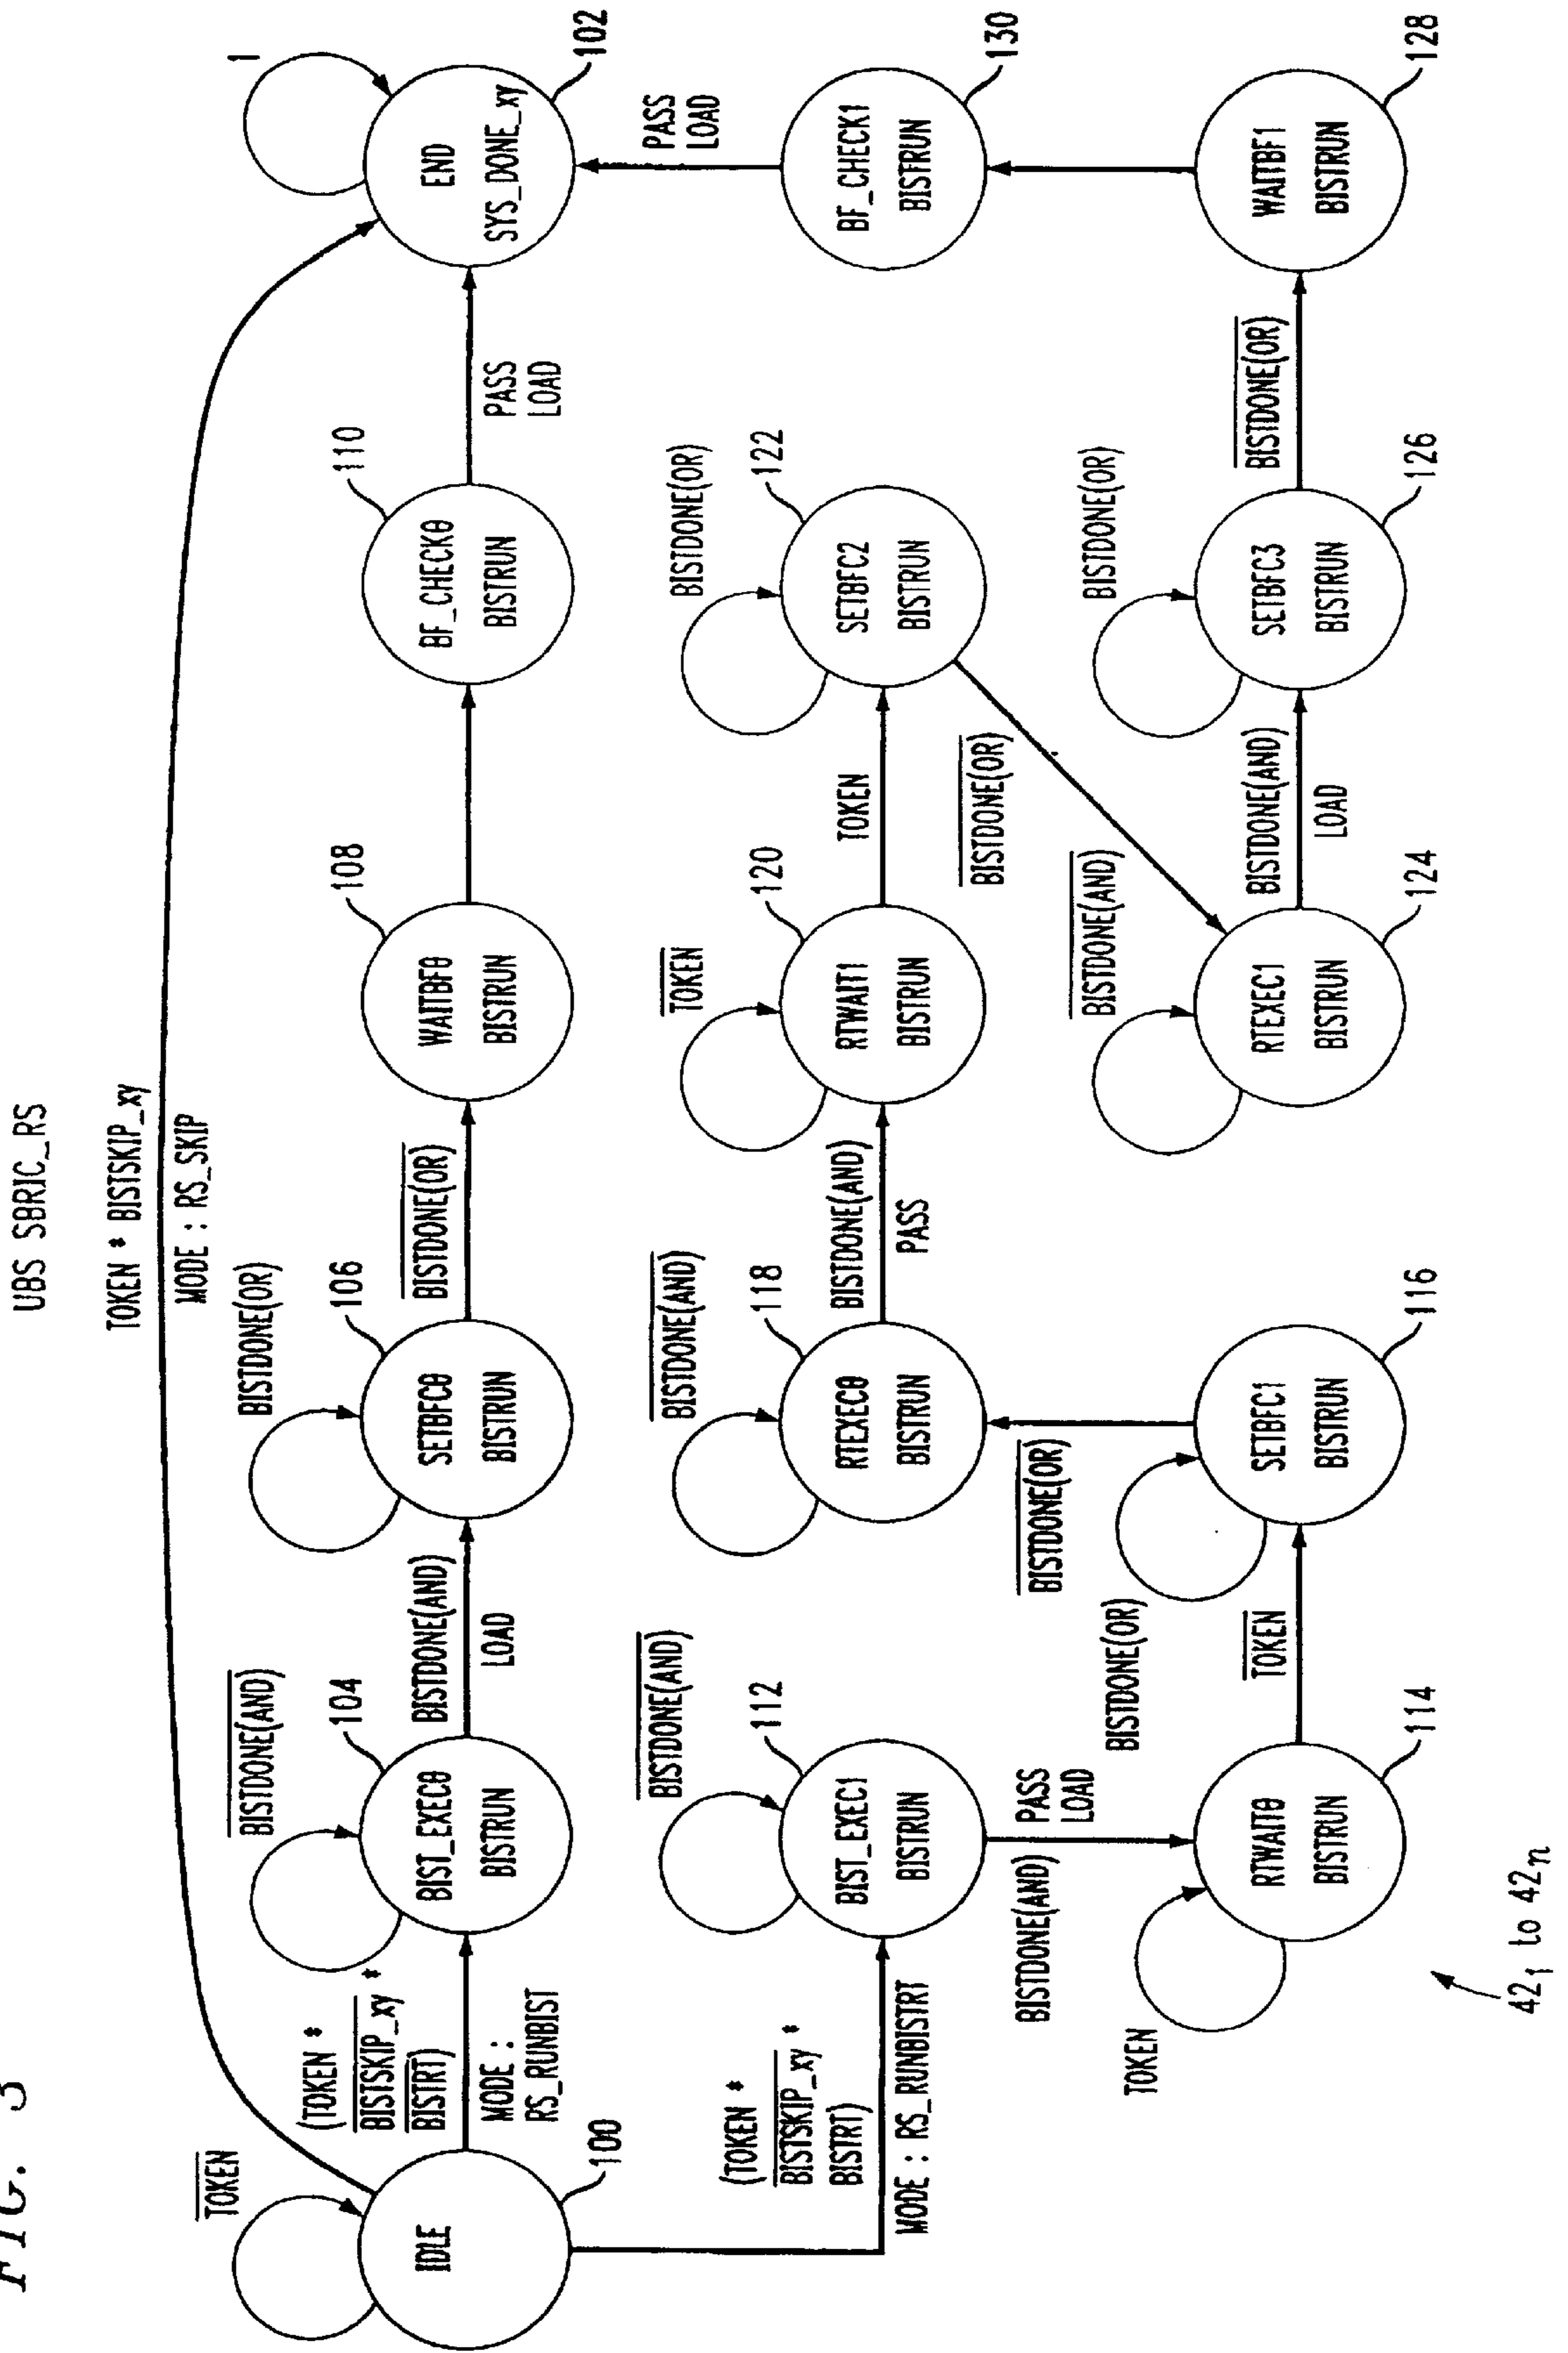 FIG. 3
UBS SBRIC_RS
TOKEN * BISTSKIP_xy
MODE : RS_SKIP
TOKEN
IDLE
100
(TOKEN *
BISTSKIP_xy *
BISTRT)
MODE :
RS_RUNBIST
BISTDONE(AND)
104
BIST_EXEC0
BISTRUN
BISTDONE(AND)
LOAD
BISTDONE(OR)
106
SETBFC0
BISTRUN
BISTDONE(OR)
108
WAITBF0
BISTRUN
110
BF_CHECK0
BISTRUN
PASS
LOAD
1
END
SYS_DONE_xy
102
(TOKEN *
BISTSKIP_xy *
BISTRT)
MODE : RS_RUNBISTRT
BISTDONE(AND)
112
BIST_EXEC1
BISTRUN
BISTDONE(AND)
PASS
LOAD
BISTDONE(AND)
118
RTEXEC0
BISTRUN
BISTDONE(OR)
BISTDONE(AND)
PASS
TOKEN
120
RTWAIT1
BISTRUN
TOKEN
BISTDONE(OR)
122
SETBFC2
BISTRUN
BISTDONE(OR)
PASS
LOAD
130
BF_CHECK1
BISTRUN
TOKEN
RTWAIT0
BISTRUN
114
TOKEN
BISTDONE(OR)
SETBFC1
BISTRUN
116
BISTDONE(AND)
RTEXEC1
BISTRUN
124
BISTDONE(AND)
LOAD
BISTDONE(OR)
SETBFC3
BISTRUN
126
BISTDONE(OR)
WAITBF1
BISTRUN
128
42₁ to 42ₙ